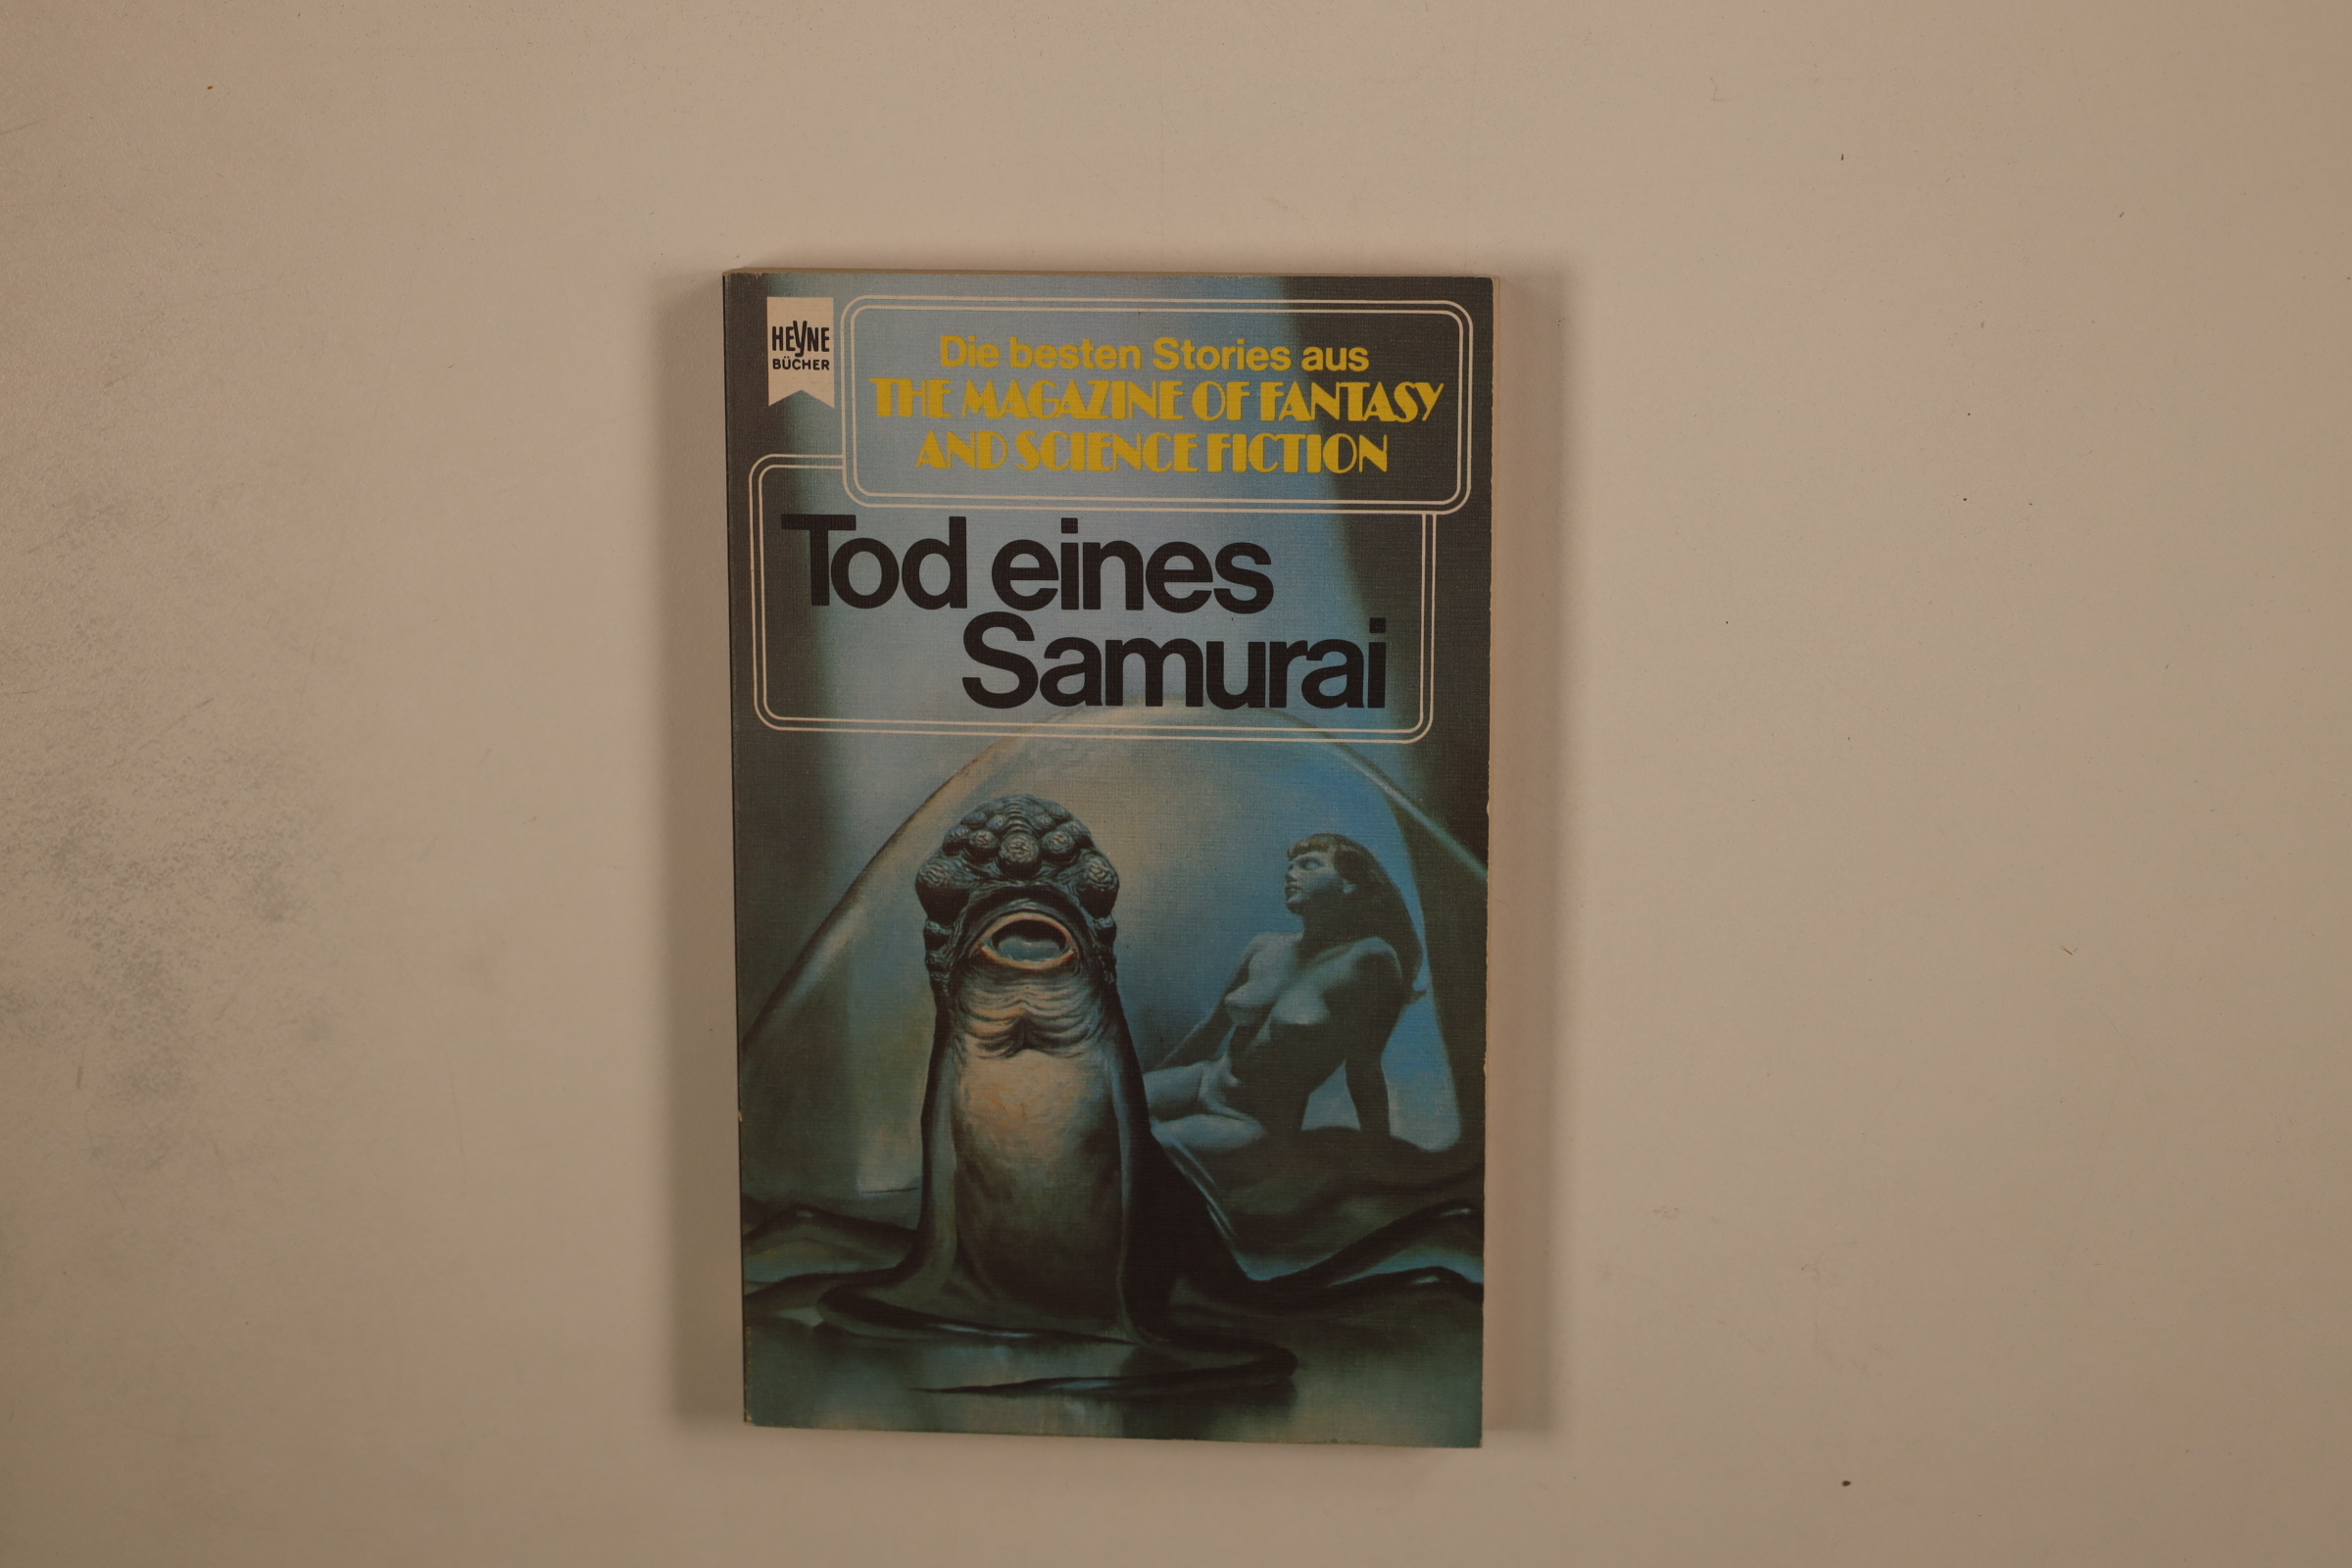 HEYNE
BÜCHER
Die besten Stories aus
THE MAGAZINE OF FANTASY
AND SCIENCE FICTION
Tod eines
Samurai